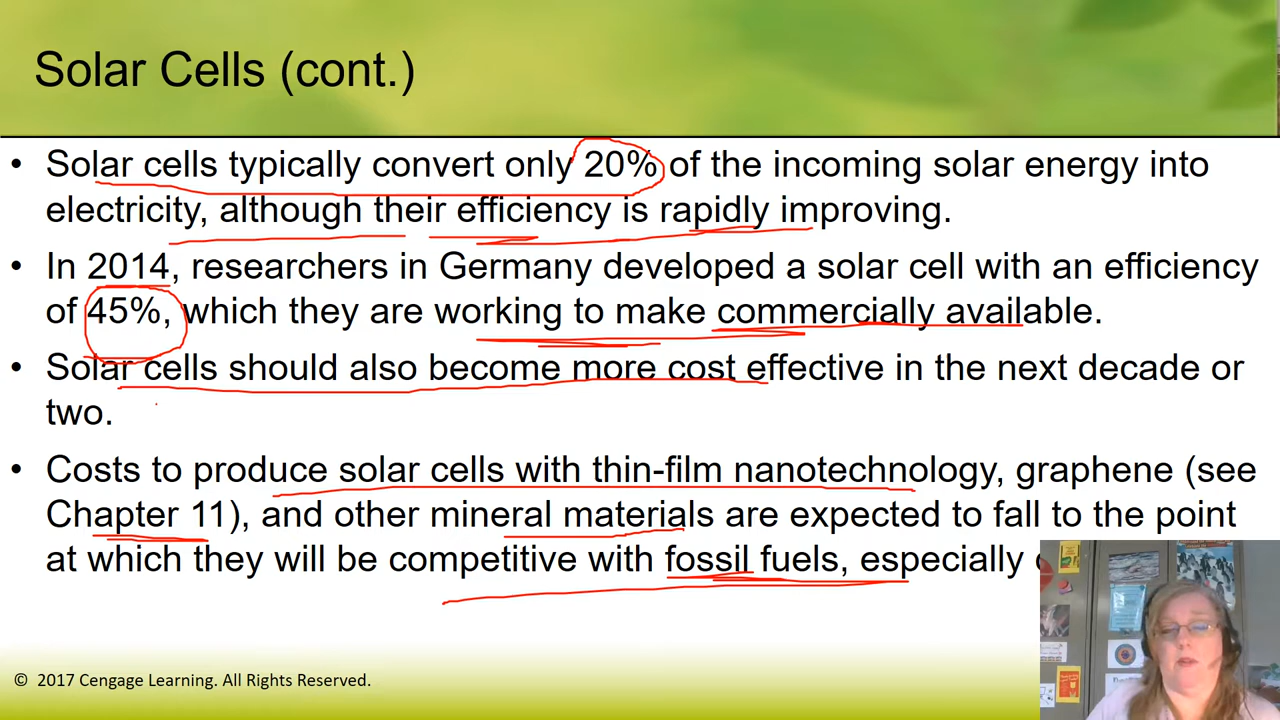 Solar Cells (cont.)
• Solar cells typically convert only 20% of the incoming solar energy into
electricity, although their efficiency is rapidly improving.
• In 2014, researchers in Germany developed a solar cell with an efficiency
of 45%, which they are working to make commercially available.
• Solar cells should also become more cost effective in the next decade or
two.
• Costs to produce solar cells with thin-film nanotechnology, graphene (see
Chapter 11), and other mineral materials are expected to fall to the point
at which they will be competitive with fossil fuels, especially
© 2017 Cengage Learning. All Rights Reserved.